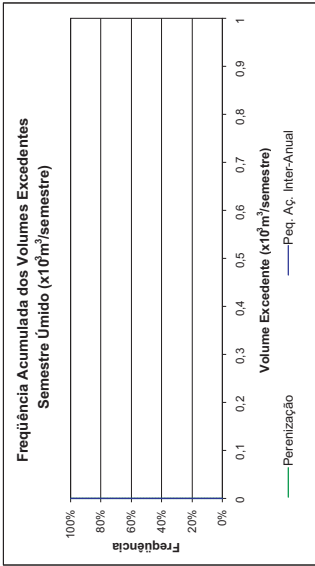 Freqüência Acumulada dos Volumes Excedentes
Semestre Úmido (x10³m³/semestre)
Freqüência
100%
80%
60%
40%
20%
0%
0 0,1 0,2 0,3 0,4 0,5 0,6 0,7 0,8 0,9 1
Volume Excedente (x10³m³/semestre)
Perenização Peq. Aç. Inter-Anual